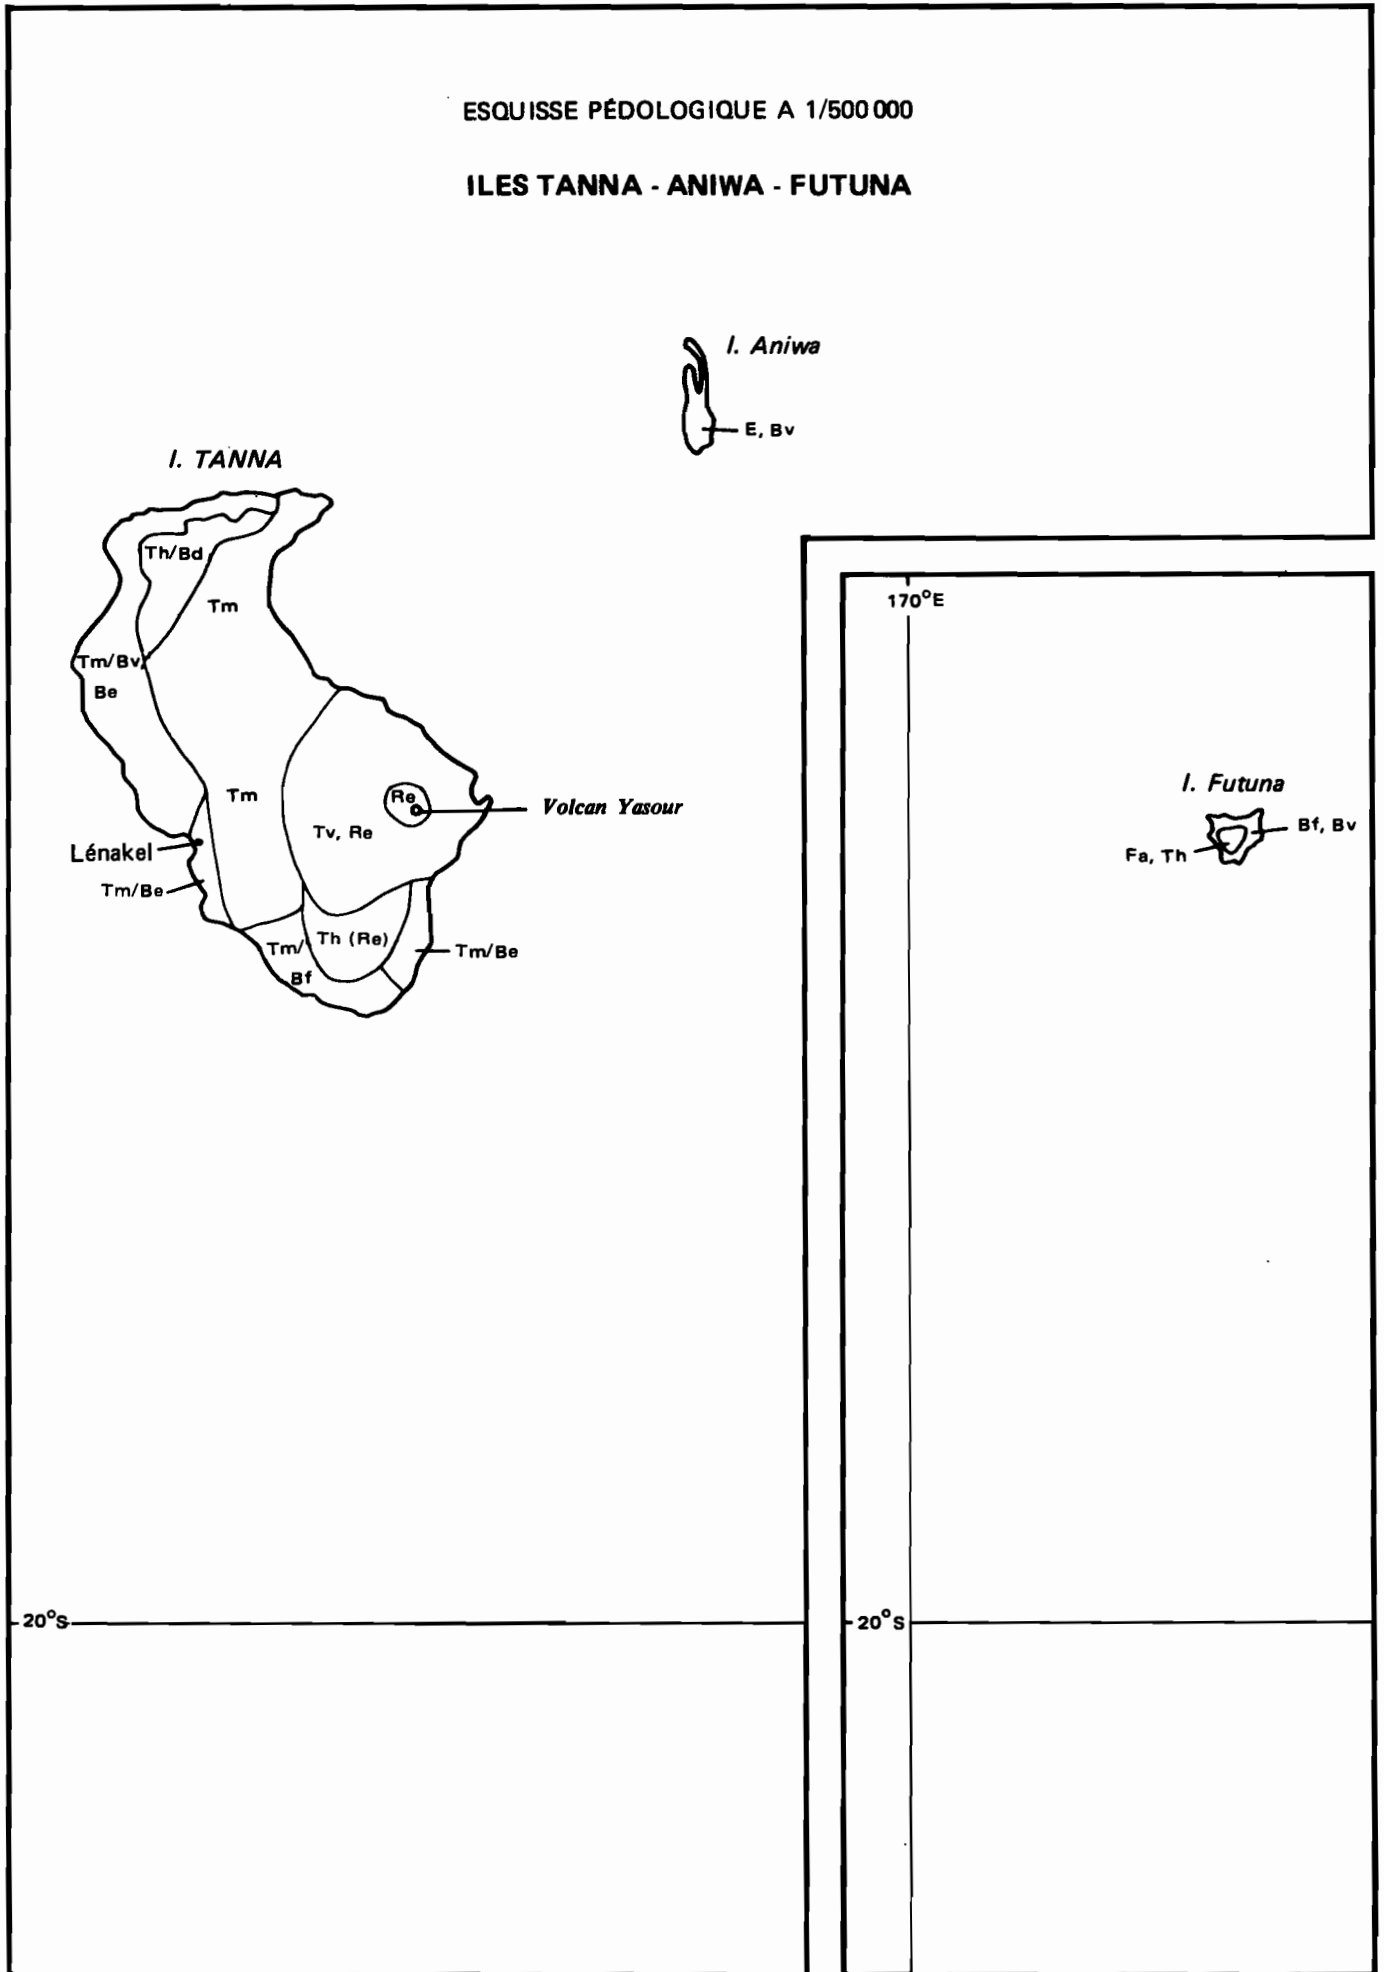 ESQUISSE PÉDOLOGIQUE A 1/500 000
ILES TANNA - ANIWA - FUTUNA
I. Aniwa
E, Bv
I. TANNA
Th/Bd
Tm
Tm/Bv,
Be
Tm
Re
Volcan Yasour
Tv, Re
Lénakel
Tm/Be
Th (Re)
Tm/
Bf
Tm/Be
170°E
I. Futuna
Bf, Bv
Fa, Th
20°S
20°S